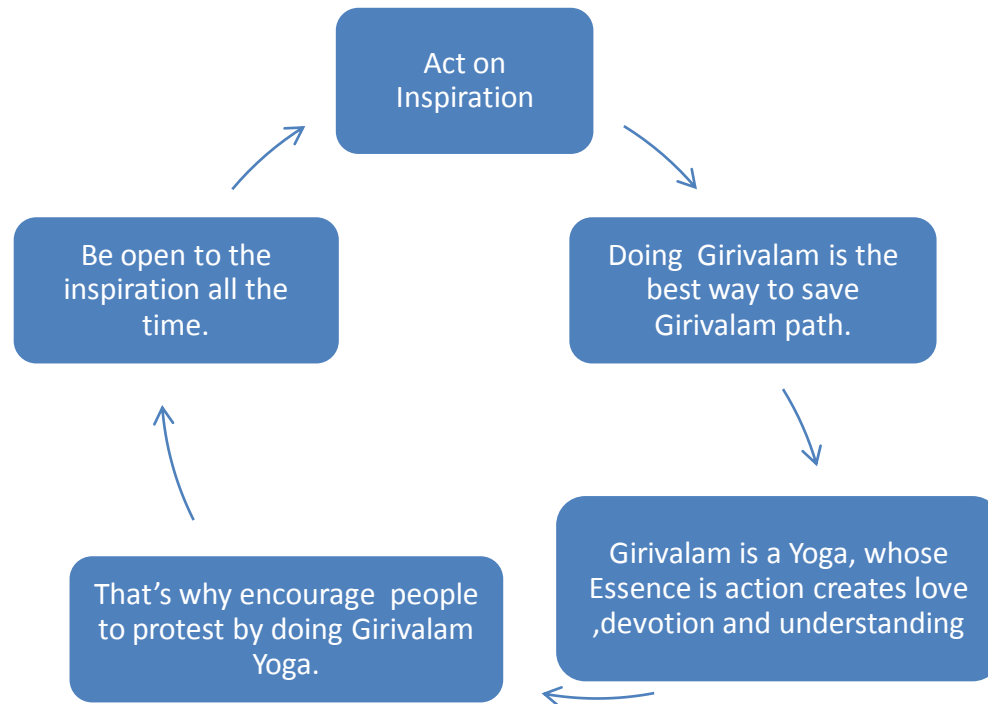 Act on
Inspiration
Doing Girivalam is the
best way to save
Girivalam path.
Girivalam is a Yoga, whose
Essence is action creates love
,devotion and understanding
That’s why encourage people
to protest by doing Girivalam
Yoga.
Be open to the
inspiration all the
time.